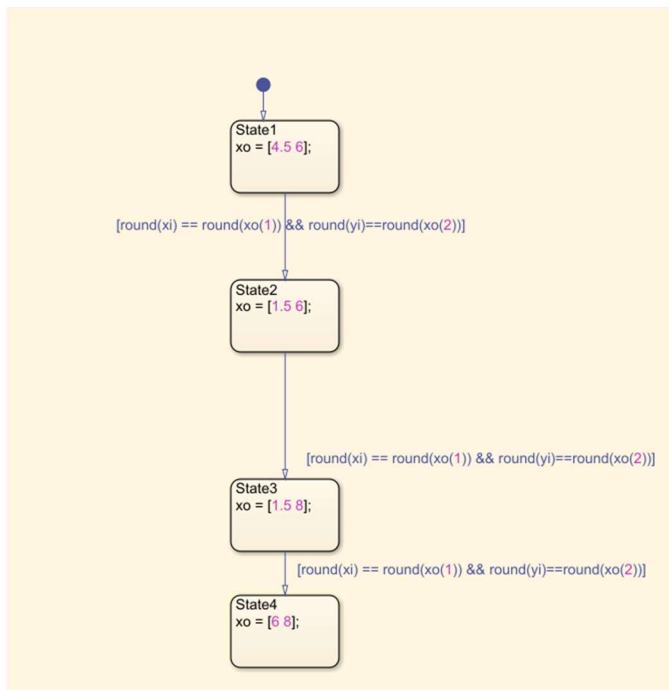 State1
xo = [4.5 6];
[round(xi) == round(xo(1)) && round(yi)==round(xo(2))]
State2
xo = [1.5 6];
[round(xi) == round(xo(1)) && round(yi)==round(xo(2))]
State3
xo = [1.5 8];
[round(xi) == round(xo(1)) && round(yi)==round(xo(2))]
State4
xo = [6 8];